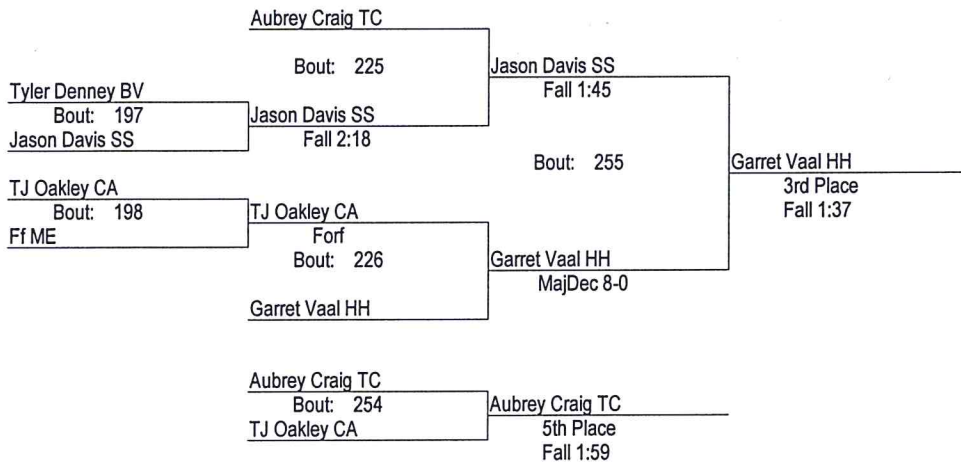 Aubrey Craig TC
Bout: 225
Jason Davis SS
Fall 1:45
Tyler Denney BV
Bout: 197
Jason Davis SS
Jason Davis SS
Fall 2:18
Bout: 255
Garret Vaal HH
3rd Place
Fall 1:37
TJ Oakley CA
Bout: 198
Ff ME
TJ Oakley CA
Forf
Bout: 226
Garret Vaal HH
MajDec 8-0
Garret Vaal HH
Aubrey Craig TC
Bout: 254
TJ Oakley CA
Aubrey Craig TC
5th Place
Fall 1:59